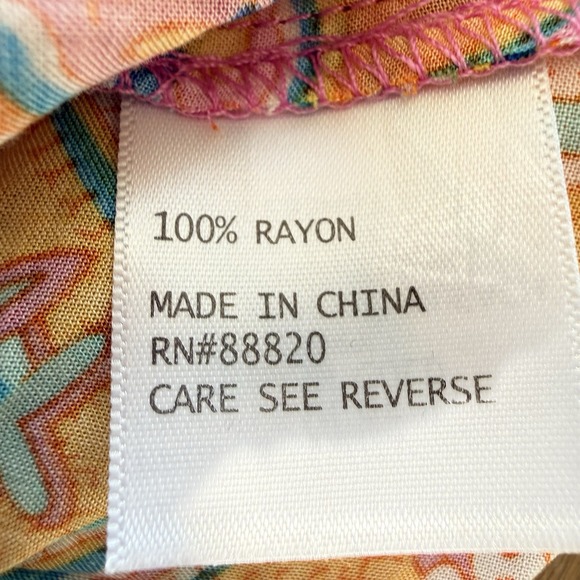 100% RAYON
MADE IN CHINA
RN#88820
CARE SEE REVERSE